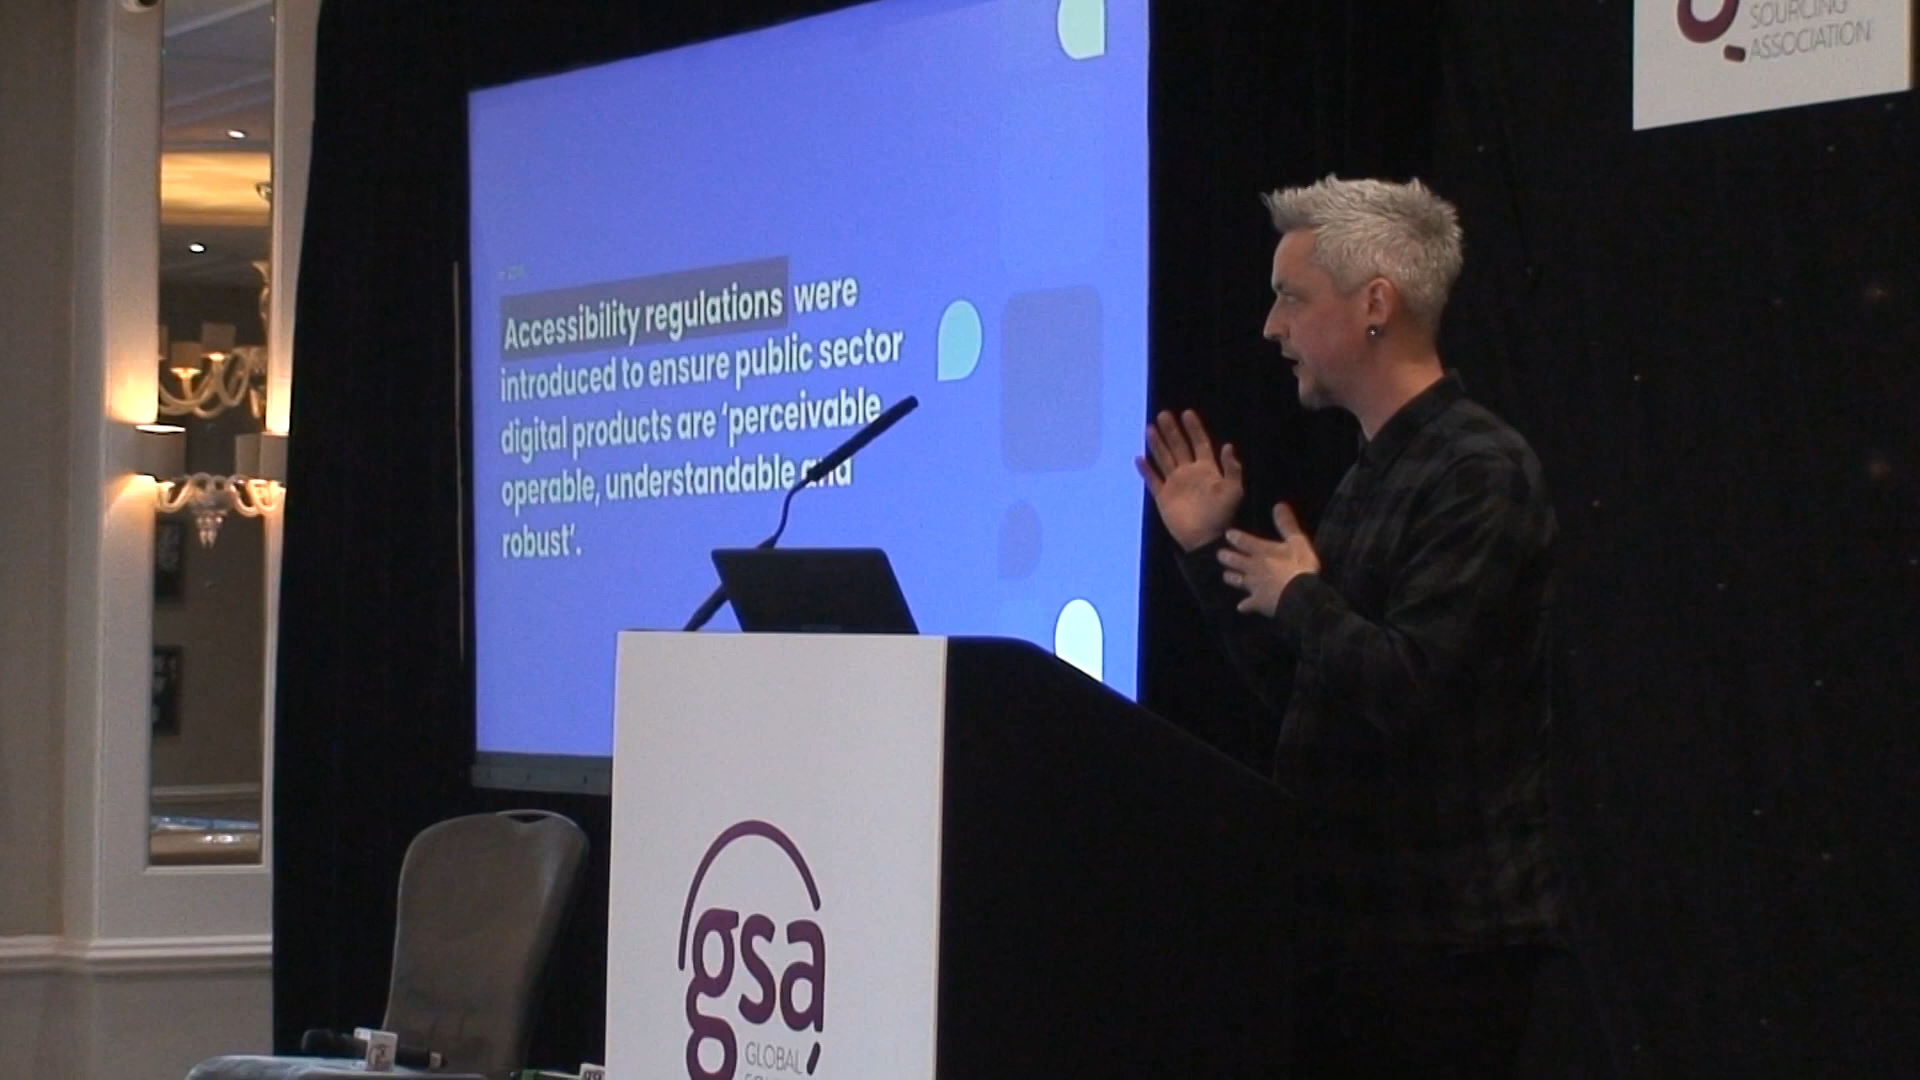 SOURCING
ASSOCIATION
Accessibility regulations were
introduced to ensure public sector
digital products are ‘perceivable,
operable, understandable and
robust’.
gsa
GLOBAL